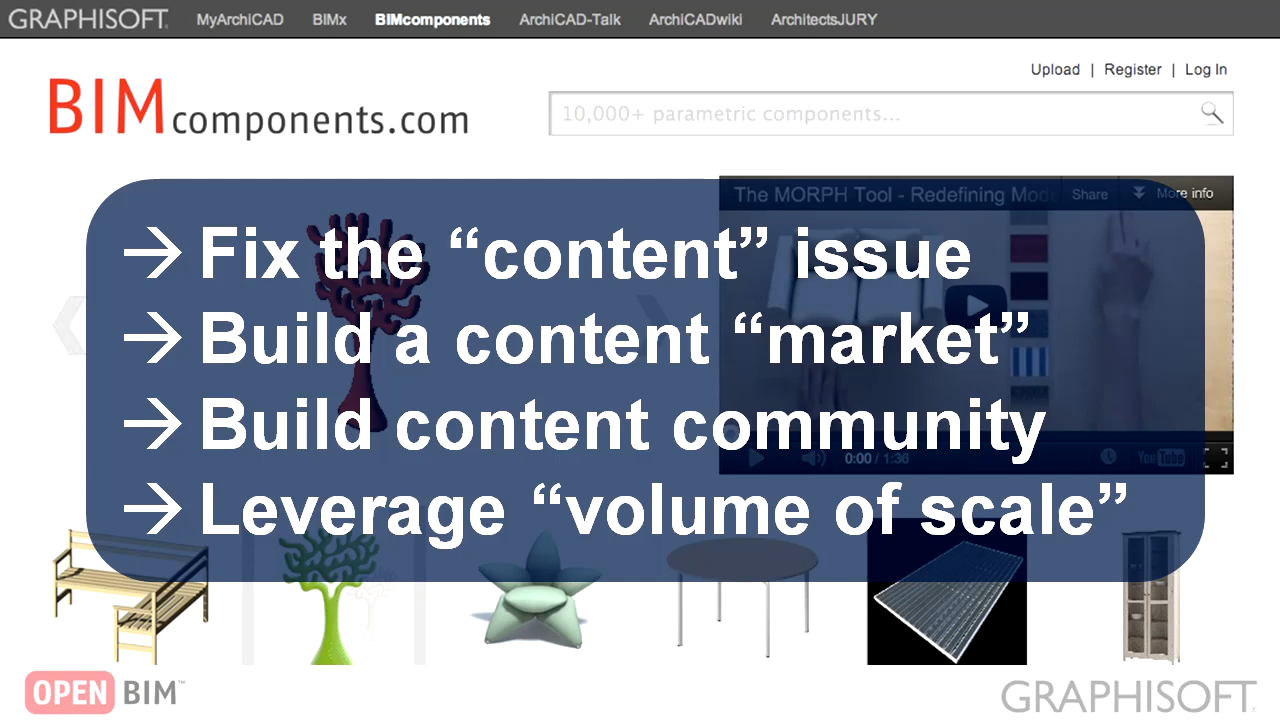 GRAPHISOFT. MyArchiCAD BIMx BIMcomponents ArchiCAD-Talk ArchiCADwiki ArchitectsJURY
Upload | Register | Log In
BIMcomponents.com
10,000+ parametric components...
The MORPH Tool - Redefining Mod Share More info
→ Fix the “content” issue
→ Build a content “market”
→ Build content community
→ Leverage “volume of scale”
0:00 / 1:36 YouTube
OPEN BIM™
GRAPHISOFT.